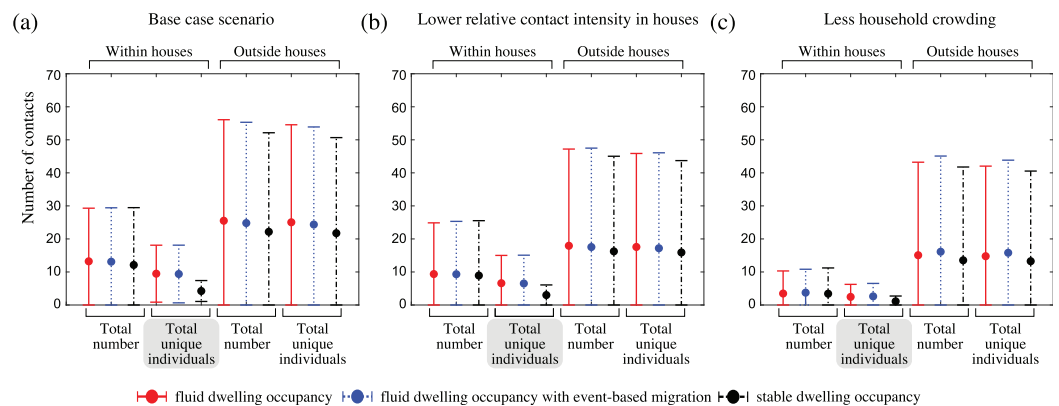 (a)
Base case scenario
Within houses
Outside houses
Number of contacts
70
60
50
40
30
20
10
0
Total number
Total unique individuals
Total number
Total unique individuals
(b)
Lower relative contact intensity in houses
Within houses
Outside houses
70
60
50
40
30
20
10
0
Total number
Total unique individuals
Total number
Total unique individuals
(c)
Less household crowding
Within houses
Outside houses
70
60
50
40
30
20
10
0
Total number
Total unique individuals
Total number
Total unique individuals
fluid dwelling occupancy
fluid dwelling occupancy with event-based migration
stable dwelling occupancy